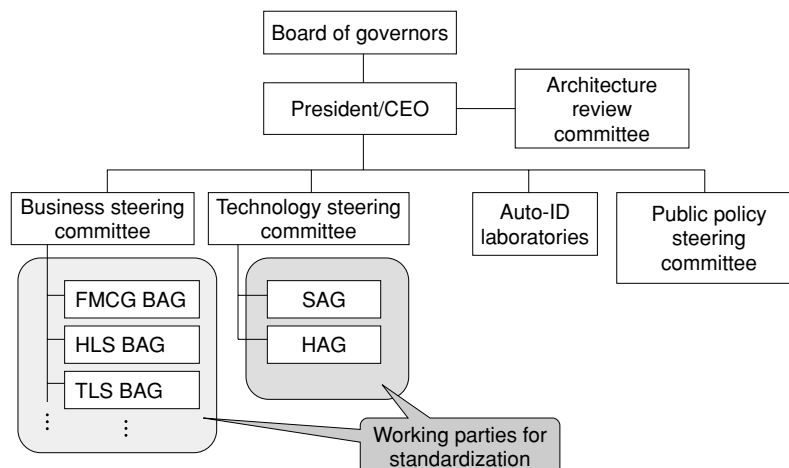 Board of governors
President/CEO
Architecture
review
committee
Business steering
committee
Technology steering
committee
Auto-ID
laboratories
Public policy
steering
committee
FMCG BAG
HLS BAG
TLS BAG
SAG
HAG
Working parties for
standardization